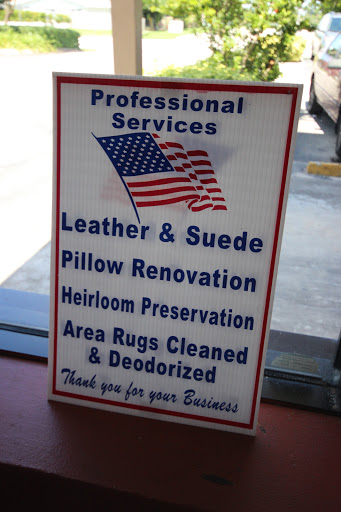 Professional
Services
Leather & Suede
Pillow Renovation
Heirloom Preservation
Area Rugs Cleaned
& Deodorized
Thank you for your Business